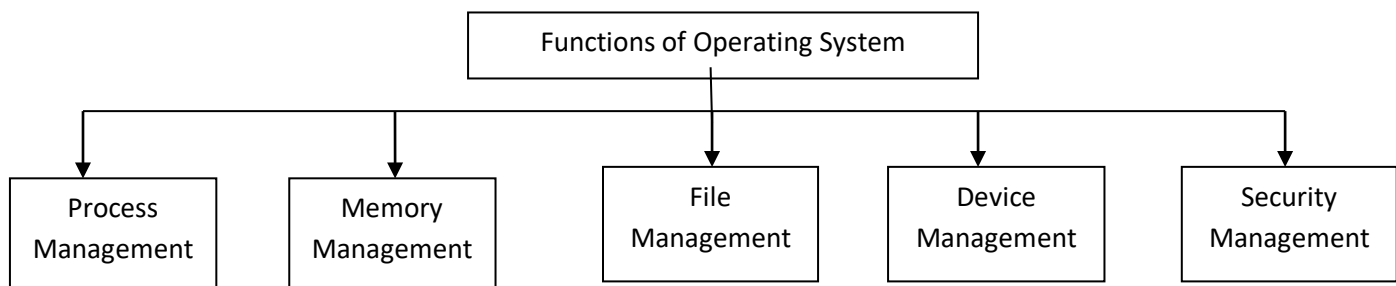 Functions of Operating System
Process
Management
Memory
Management
File
Management
Device
Management
Security
Management